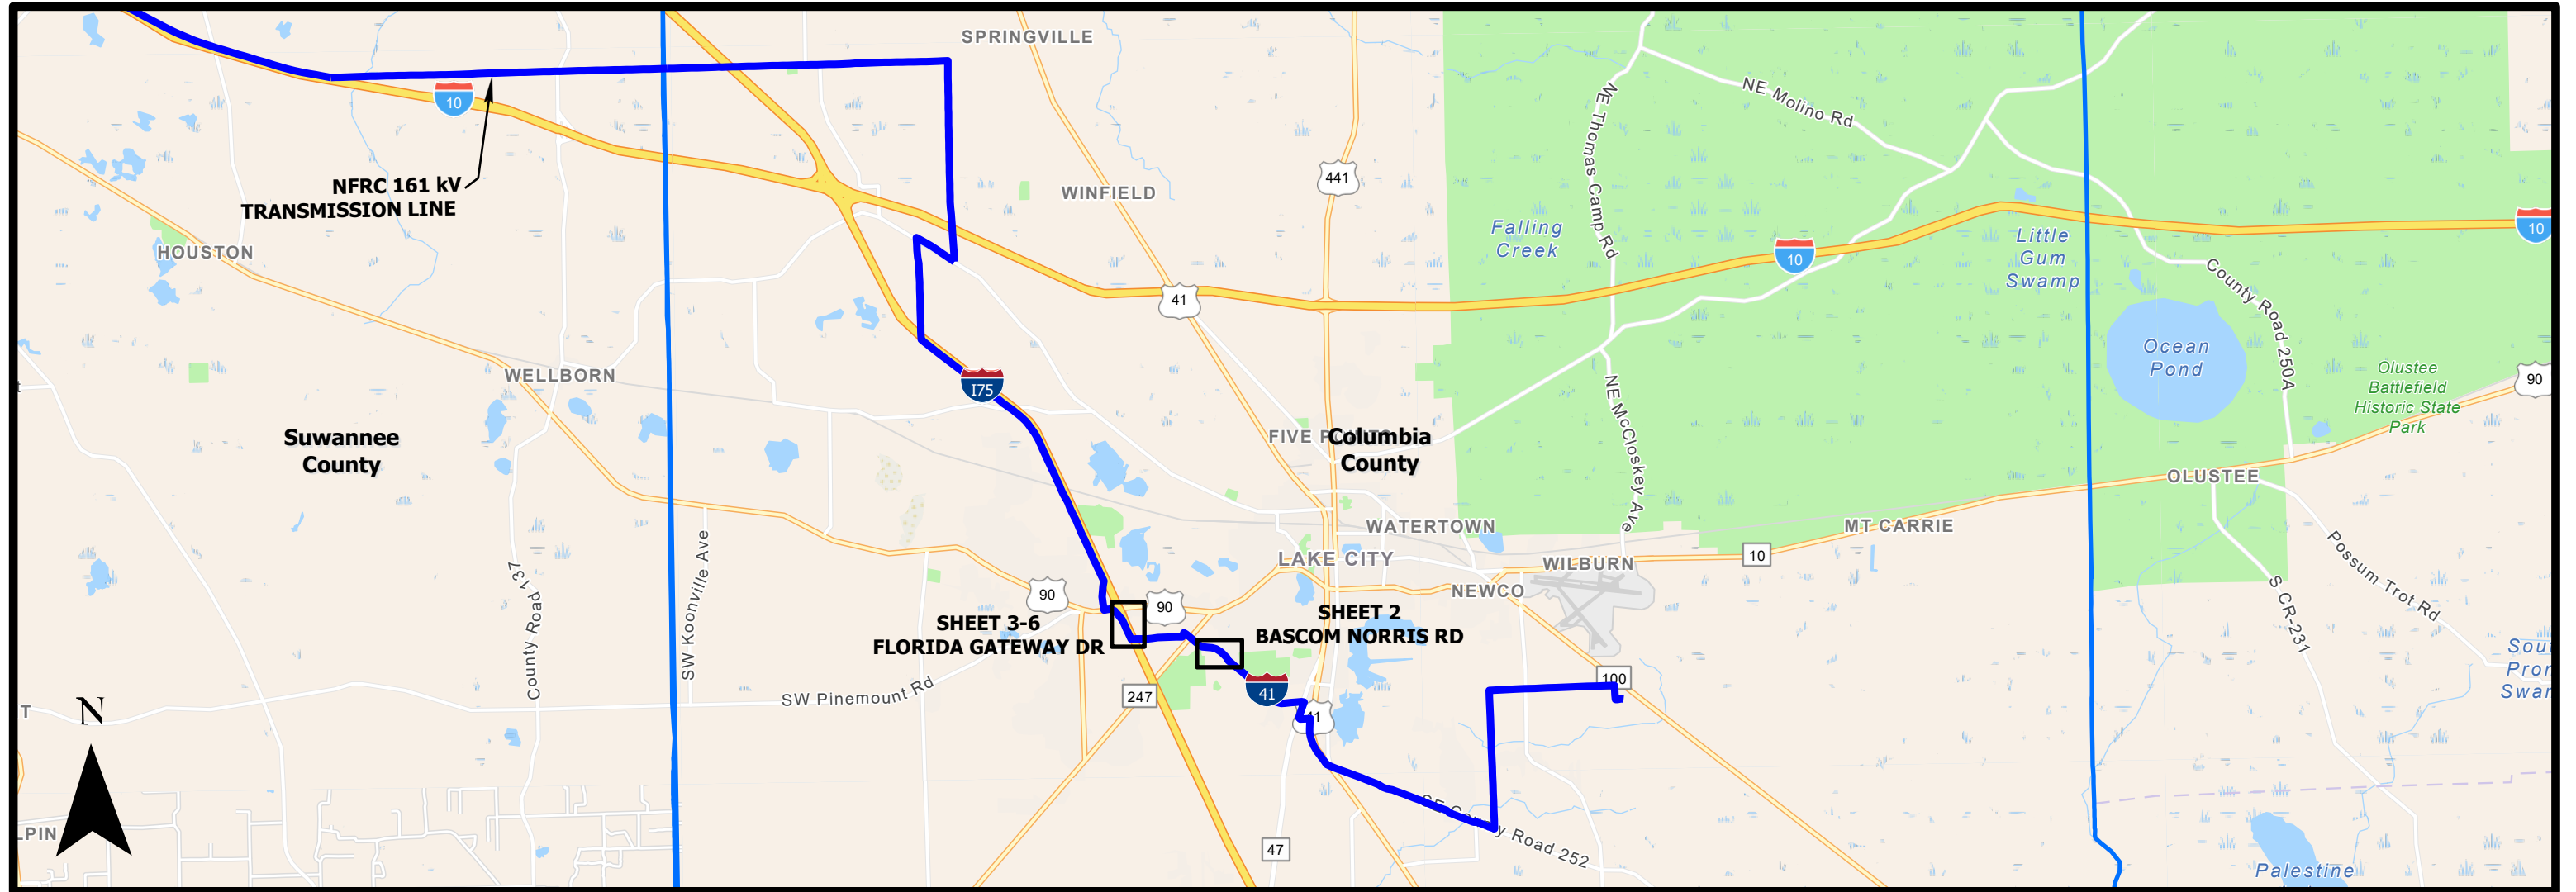 SPRINGVILLE
10
NFRC 161 kV
TRANSMISSION LINE
HOUSTON
WINFIELD
441
NE Molino Rd
NE Thomas Camp Rd
Falling
Creek
10
Little
Gum
Swamp
10
County Road 250A
41
Ocean
Pond
Olustee
Battlefield
Historic State
Park
90
WELLBORN
I75
NE McCloskey Ave
Suwannee
County
Columbia
County
OLUSTEE
WATERTOWN
MT CARRIE
LAKE CITY
WILBURN
10
NEWCO
Possum Trot Rd
S CR-231
County Road 137
SW Koonville Ave
90
90
SHEET 3-6
FLORIDA GATEWAY DR
SHEET 2
BASCOM NORRIS RD
247
SW Pinemount Rd
41
41
100
N
47
Road 252
Palestine